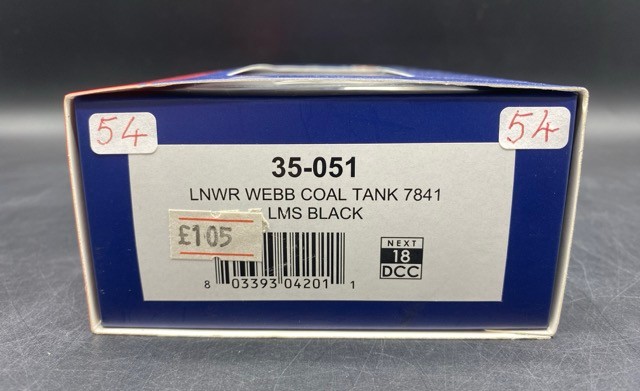 54
54
35-051
LNWR WEBB COAL TANK 7841
LMS BLACK
£105
NEXT
18
DCC
8 03393 04201 1